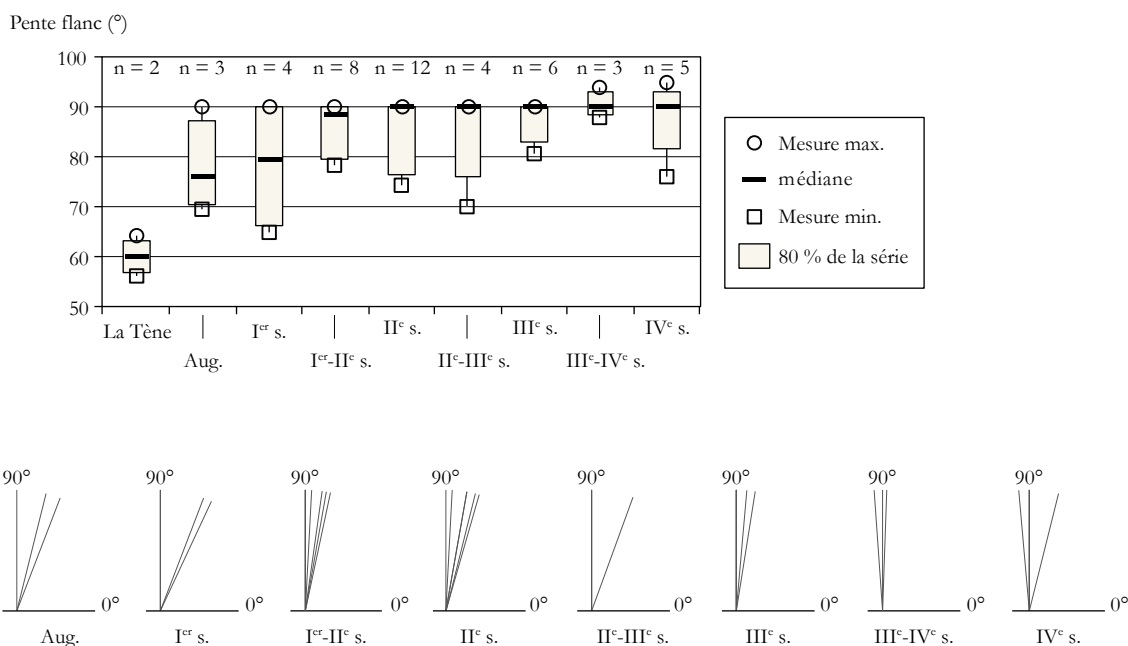 Pente flanc (°)
100
n = 2 n = 3 n = 4 n = 8 n = 12 n = 4 n = 6 n = 3 n = 5
90
80
70
60
50
Mesure max.
médiane
Mesure min.
80 % de la série
La Tène Iᵉʳ s. IIᵉ s. IIIᵉ s. IVᵉ s.
Aug. Iᵉʳ-IIᵉ s. IIᵉ-IIIᵉ s. IIIᵉ-IVᵉ s.
90° 90° 90° 90° 90° 90° 90° 90°
0° 0° 0° 0° 0° 0° 0° 0°
Aug. Iᵉʳ s. Iᵉʳ-IIᵉ s. IIᵉ s. IIᵉ-IIIᵉ s. IIIᵉ s. IIIᵉ-IVᵉ s. IVᵉ s.